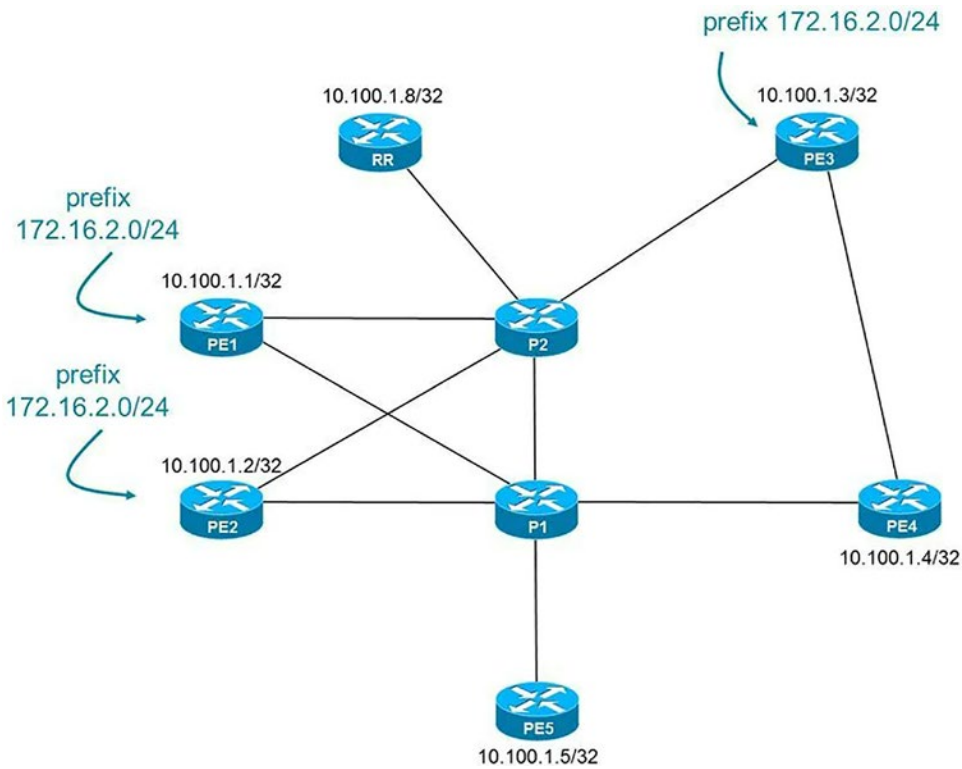 prefix 172.16.2.0/24
10.100.1.8/32
RR
10.100.1.3/32
PE3
prefix
172.16.2.0/24
10.100.1.1/32
PE1
P2
prefix
172.16.2.0/24
10.100.1.2/32
PE2
P1
PE4
10.100.1.4/32
PE5
10.100.1.5/32